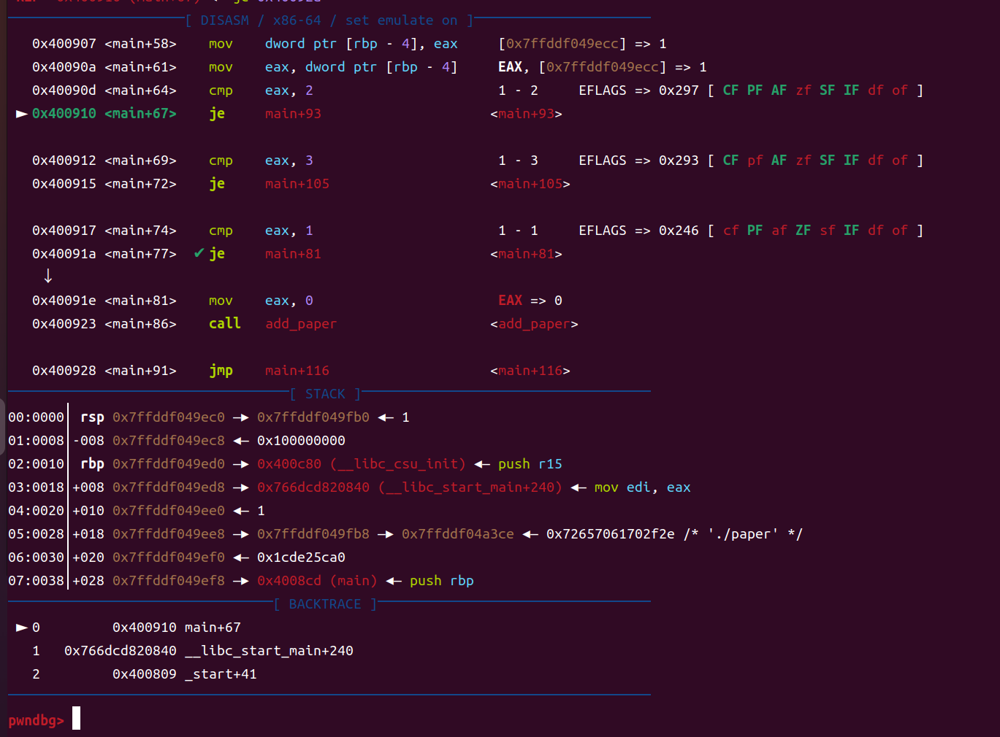 [ DISASM / x86-64 / set emulate on ]
0x400907 <main+58> mov dword ptr [rbp - 4], eax [0x7ffddf049ecc] => 1
0x40090a <main+61> mov eax, dword ptr [rbp - 4] EAX, [0x7ffddf049ecc] => 1
0x40090d <main+64> cmp eax, 2 1 - 2 EFLAGS => 0x297 [ CF PF AF zf SF IF df of ]
► 0x400910 <main+67> je main+93 <main+93>
0x400912 <main+69> cmp eax, 3 1 - 3 EFLAGS => 0x293 [ CF pf AF zf SF IF df of ]
0x400915 <main+72> je main+105 <main+105>
0x400917 <main+74> cmp eax, 1 1 - 1 EFLAGS => 0x246 [ cf PF af ZF sf IF df of ]
0x40091a <main+77> ✔ je main+81 <main+81>
↓
0x40091e <main+81> mov eax, 0 EAX => 0
0x400923 <main+86> call add_paper <add_paper>
0x400928 <main+91> jmp main+116 <main+116>
[ STACK ]
00:0000│ rsp 0x7ffddf049ec0 —► 0x7ffddf049fb0 ◄— 1
01:0008│-008 0x7ffddf049ec8 ◄— 0x100000000
02:0010│ rbp 0x7ffddf049ed0 —► 0x400c80 (__libc_csu_init) ◄— push r15
03:0018│+008 0x7ffddf049ed8 —► 0x766dcd820840 (__libc_start_main+240) ◄— mov edi, eax
04:0020│+010 0x7ffddf049ee0 ◄— 1
05:0028│+018 0x7ffddf049ee8 —► 0x7ffddf049fb8 —► 0x7ffddf04a3ce ◄— 0x72657061702f2e /* './paper' */
06:0030│+020 0x7ffddf049ef0 ◄— 0x1cde25ca0
07:0038│+028 0x7ffddf049ef8 —► 0x4008cd (main) ◄— push rbp
[ BACKTRACE ]
► 0 0x400910 main+67
1 0x766dcd820840 __libc_start_main+240
2 0x400809 _start+41
pwndbg>